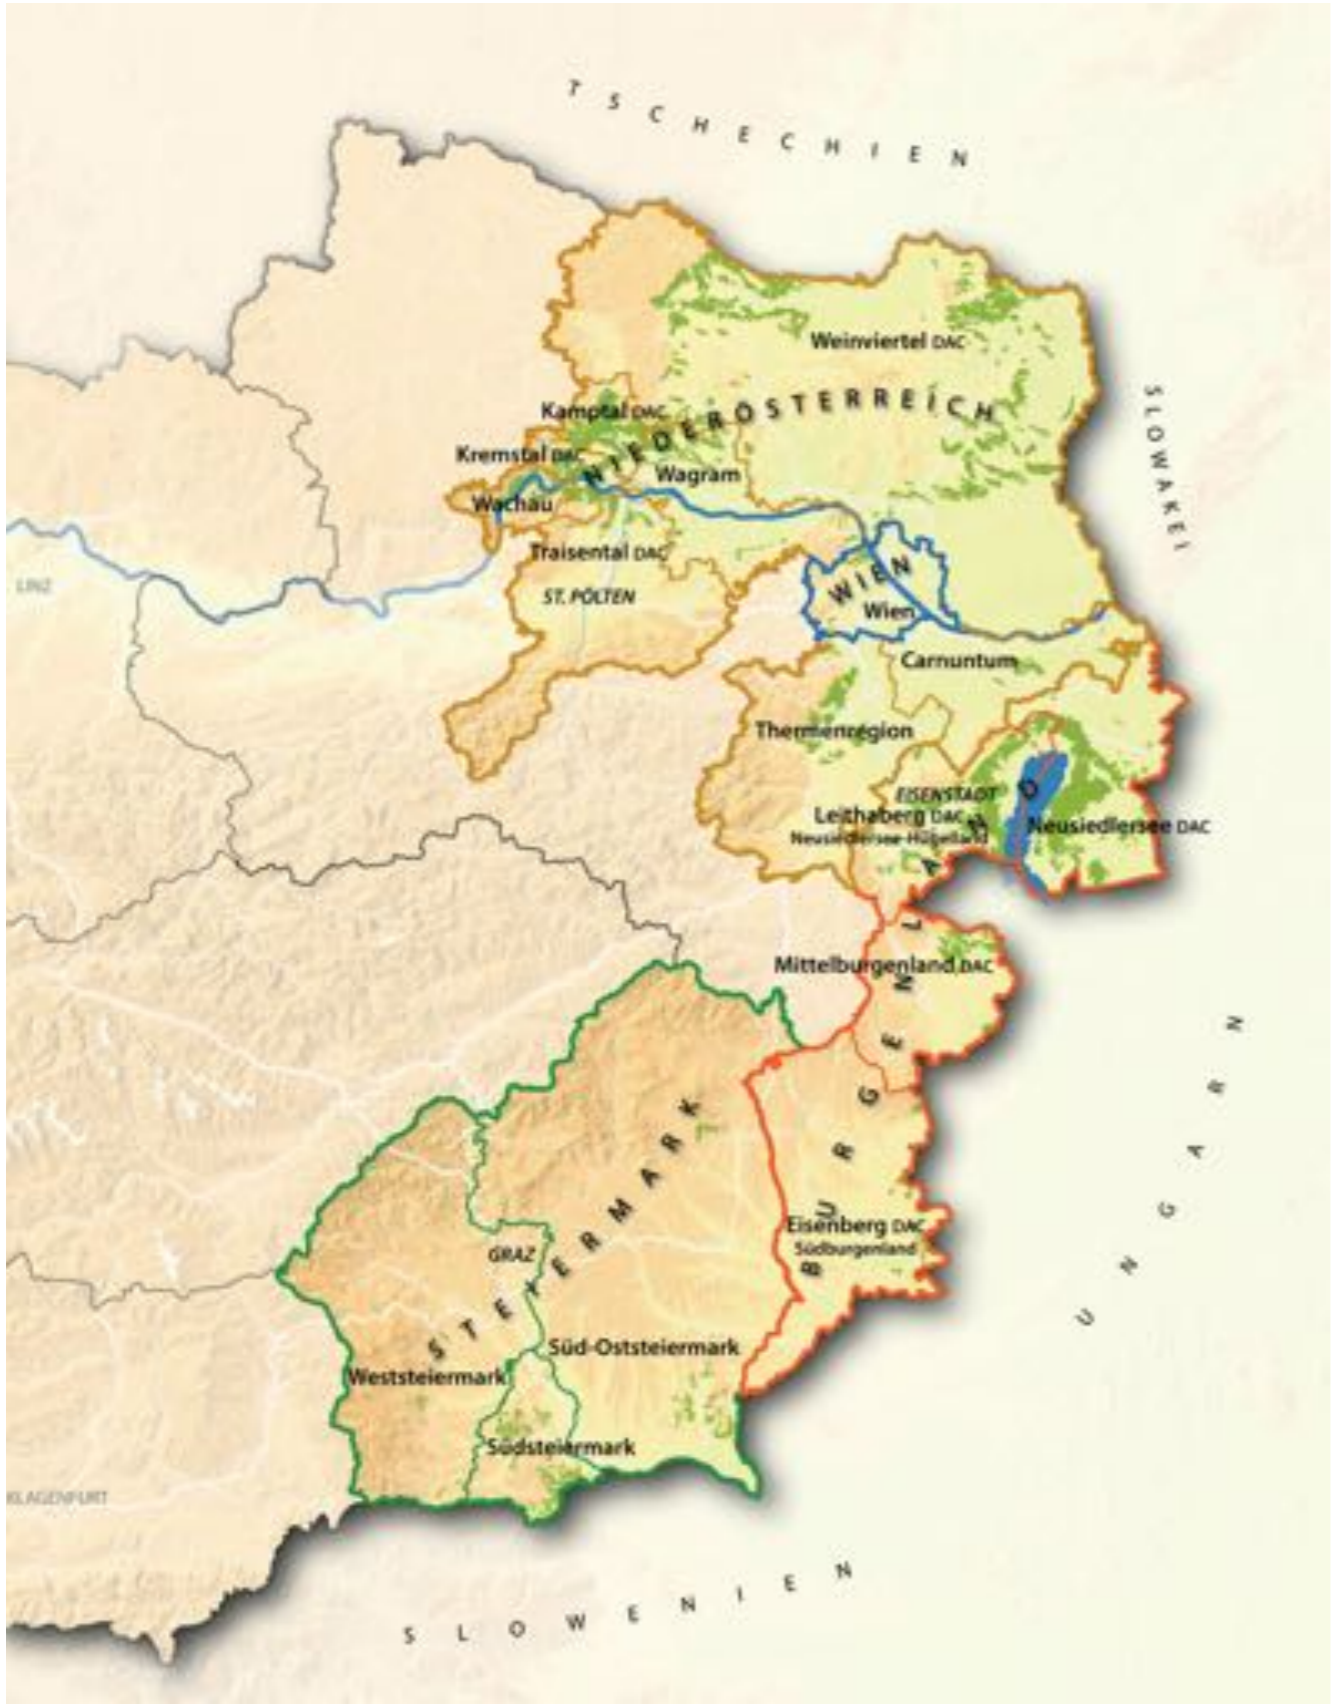 TSCHECHIEN
Weinviertel DAC
SLOWAKEI
NIEDERÖSTERREICH
Kamptal DAC
Kremstal DAC
Wagram
Wachau
Traisental DAC
LINZ
ST. PÖLTEN
WIEN
Wien
Carnuntum
Thermenregion
EISENSTADT
Leithaberg DAC
Neusiedlersee-Hügelland
Neusiedlersee DAC
Mittelburgenland DAC
BURGENLAND
UNGARN
STEIERMARK
Eisenberg DAC
Südburgenland
GRAZ
Süd-Oststeiermark
Weststeiermark
Südsteiermark
KLAGENFURT
SLOWENIEN